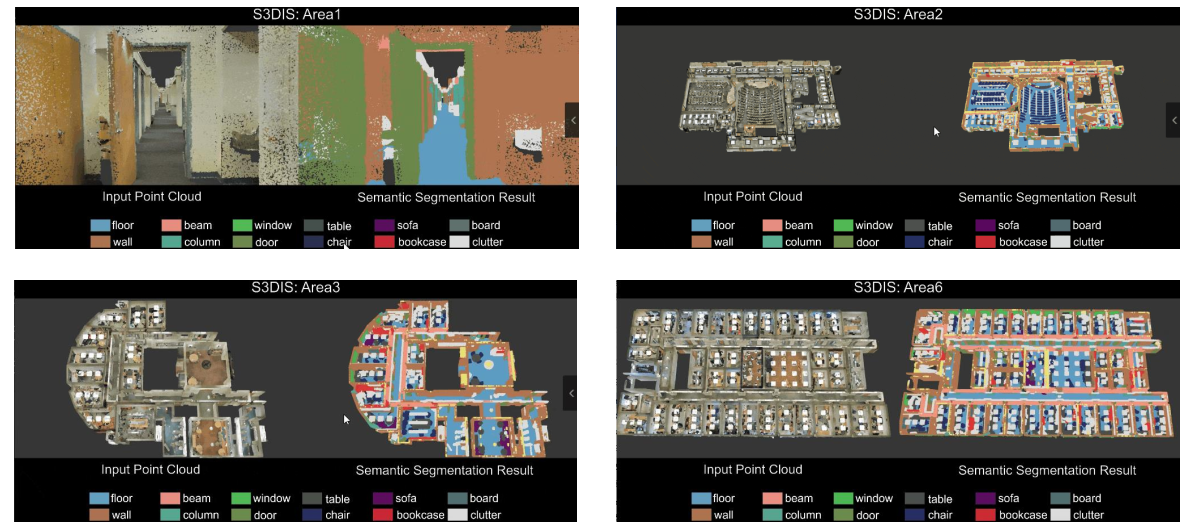 S3DIS: Area1
Input Point Cloud Semantic Segmentation Result
floor beam window table sofa board
wall column door chair bookcase clutter
S3DIS: Area2
Input Point Cloud Semantic Segmentation Result
floor beam window table sofa board
wall column door chair bookcase clutter
S3DIS: Area3
Input Point Cloud Semantic Segmentation Result
floor beam window table sofa board
wall column door chair bookcase clutter
S3DIS: Area6
Input Point Cloud Semantic Segmentation Result
floor beam window table sofa board
wall column door chair bookcase clutter